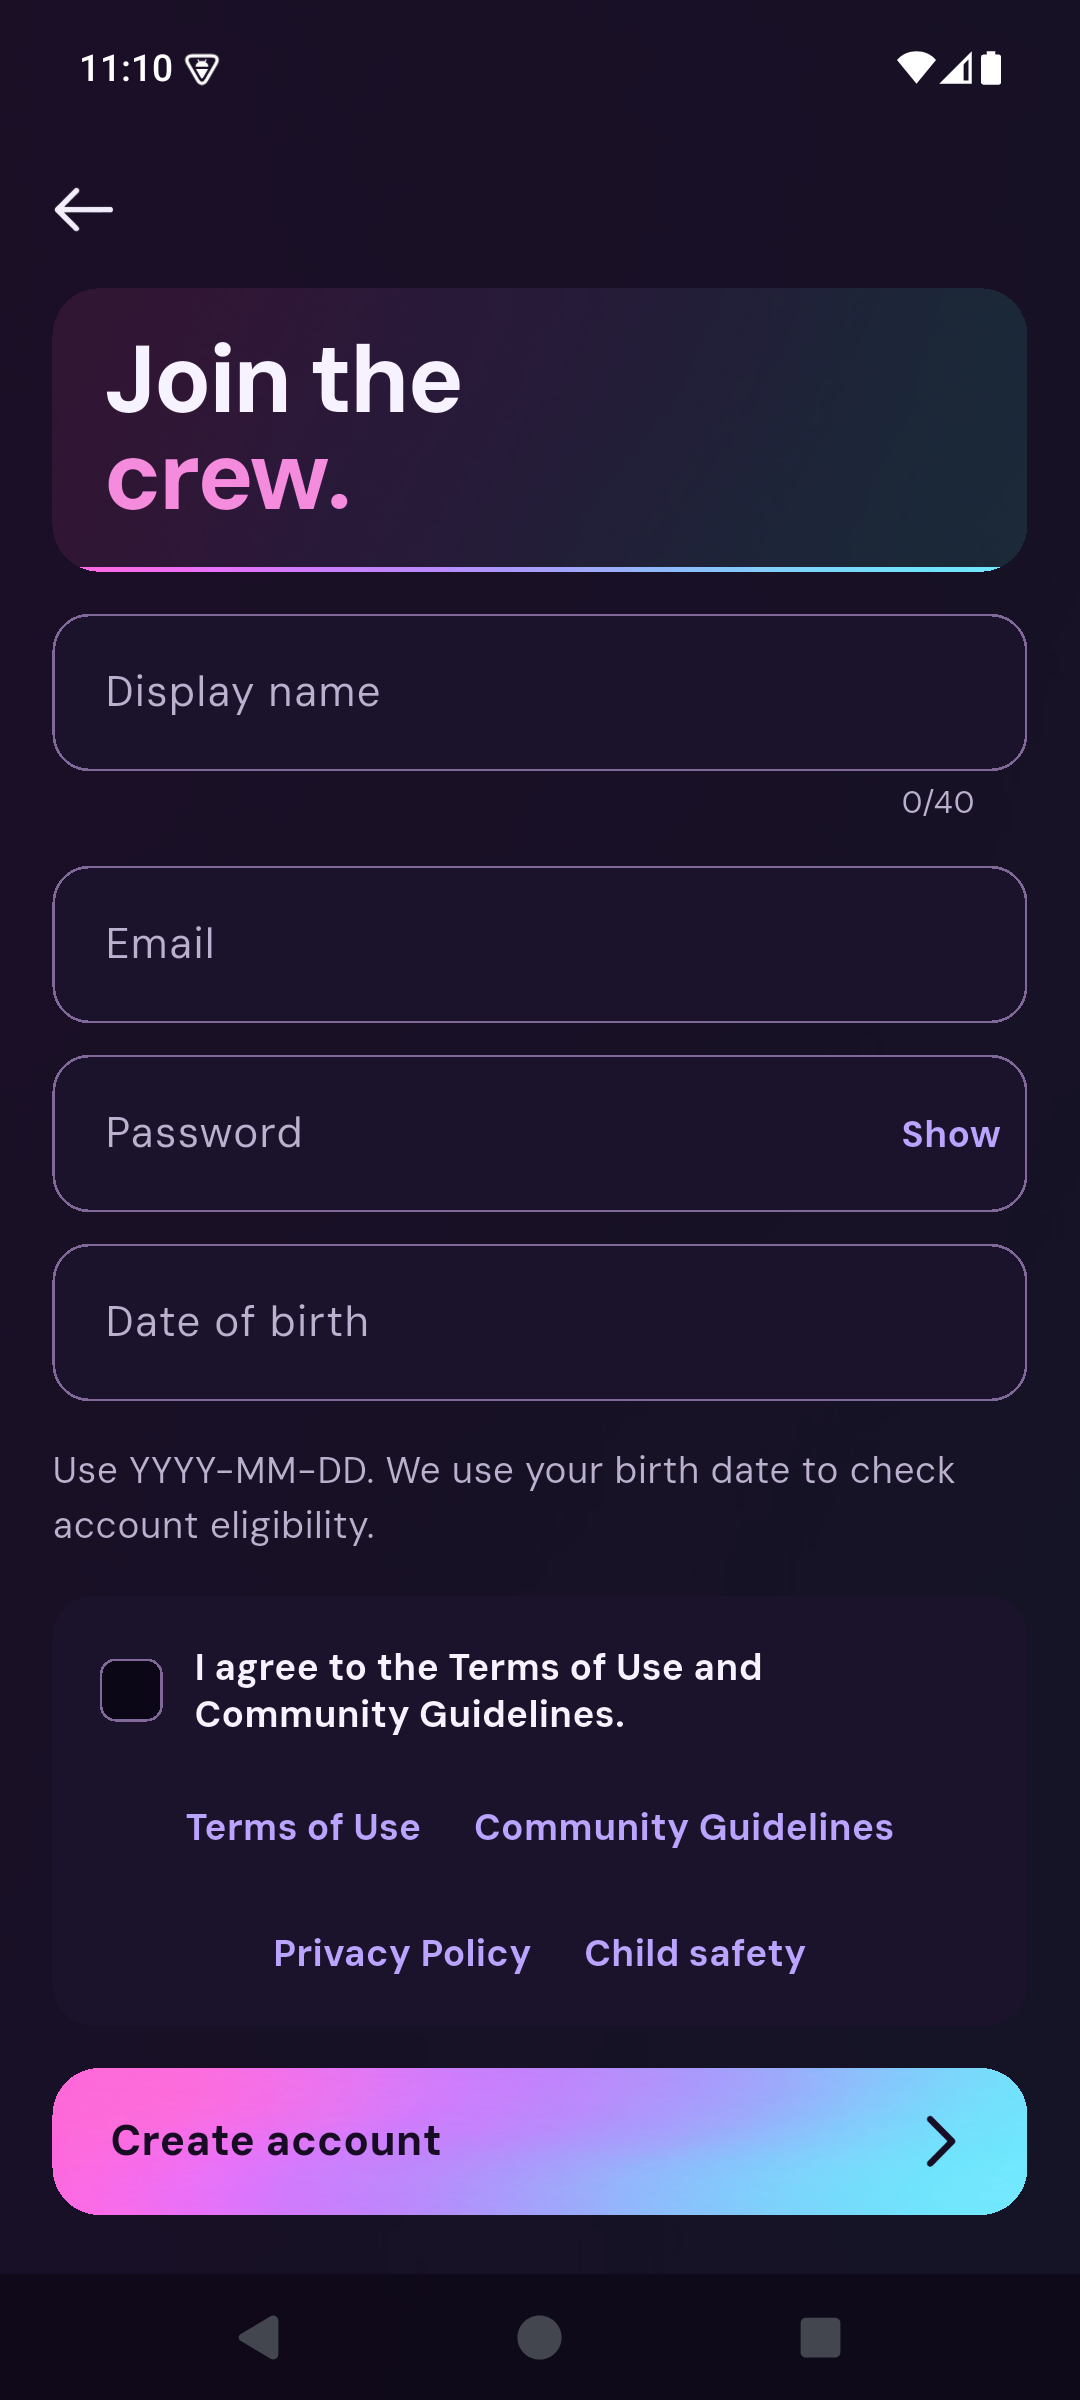 11:10
Join the
crew.
Display name
0/40
Email
Password
Show
Date of birth
Use YYYY-MM-DD. We use your birth date to check
account eligibility.
I agree to the Terms of Use and
Community Guidelines.
Terms of Use
Community Guidelines
Privacy Policy
Child safety
Create account